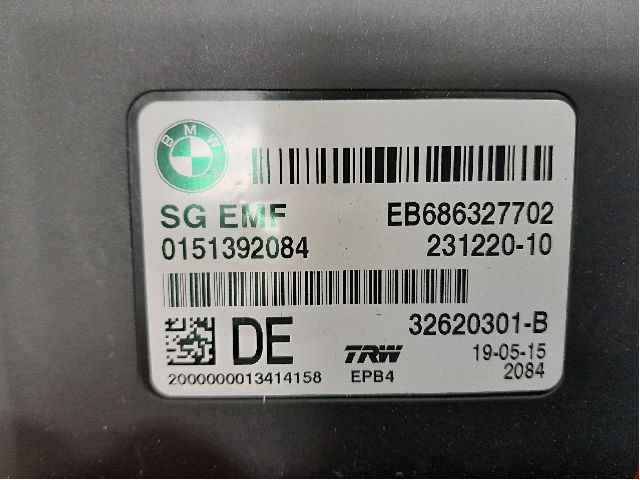 BMW
SG EMF EB686327702
0151392084 231220-10
32620301-B
DE TRW 19-05-15
2000000013414158 EPB4 2084